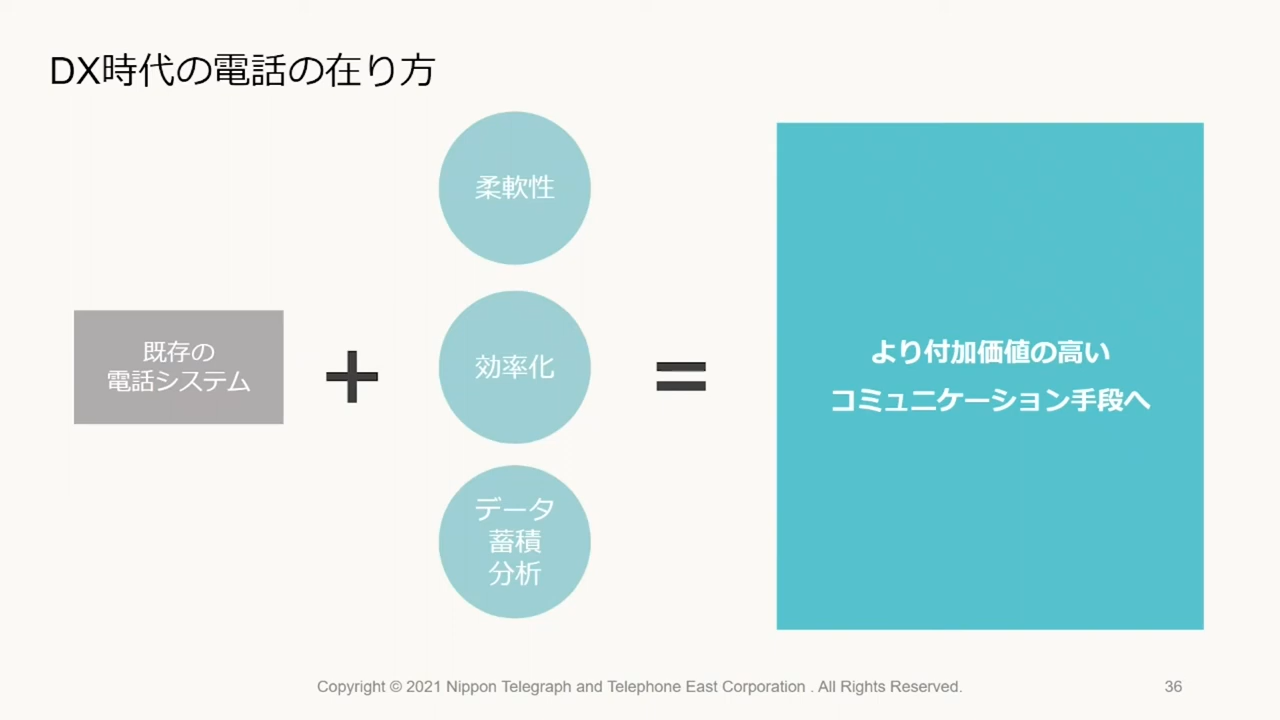 DX時代の電話の在り方
既存の
電話システム
+
柔軟性
効率化
データ
蓄積
分析
=
より付加価値の高い
コミュニケーション手段へ
Copyright © 2021 Nippon Telegraph and Telephone East Corporation . All Rights Reserved.
36